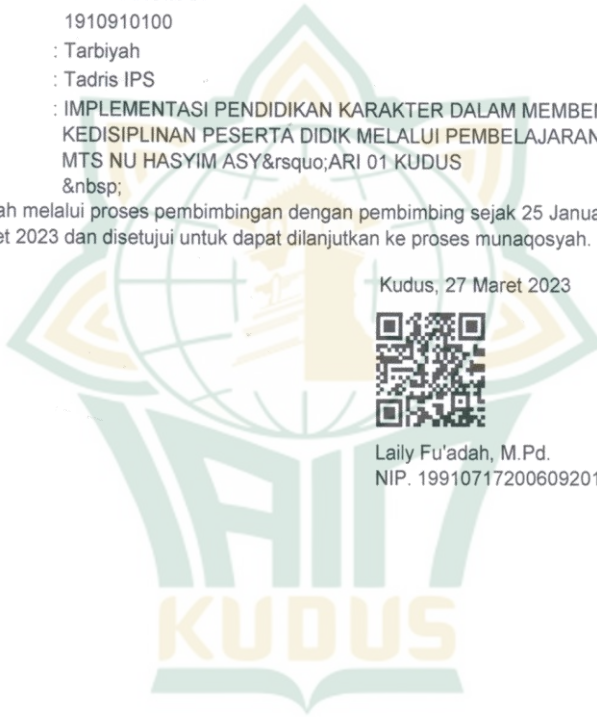 1910910100
: Tarbiyah
: Tadris IPS
: IMPLEMENTASI PENDIDIKAN KARAKTER DALAM MEMBEN
KEDISIPLINAN PESERTA DIDIK MELALUI PEMBELAJARAN
MTS NU HASYIM ASY&rsquo;ARI 01 KUDUS
&nbsp;
ah melalui proses pembimbingan dengan pembimbing sejak 25 Janua
et 2023 dan disetujui untuk dapat dilanjutkan ke proses munaqosyah.
Kudus, 27 Maret 2023
Laily Fu'adah, M.Pd.
NIP. 19910717200609201
IAIN
KUDUS